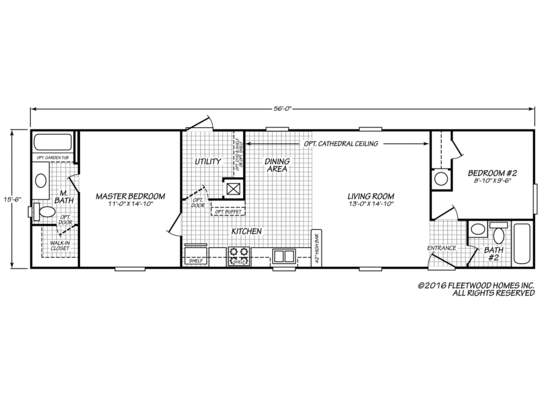 56'-0"
15'-6"
OPT. GARDEN TUB
M.
BATH
OPT.
DOOR
WALK-IN
CLOSET
MASTER BEDROOM
11'-0" X 14'-10"
UTILITY
OPT.
DOOR
OPT. BUFFET
KITCHEN
SHELF
SHELF
DINING
AREA
OPT. CATHEDRAL CEILING
LIVING ROOM
13'-0" X 14'-10"
42" HIGH BAR
ENTRANCE
BEDROOM #2
8'-10" X 9'-6"
BATH
#2
©2016 FLEETWOOD HOMES INC.
ALL RIGHTS RESERVED